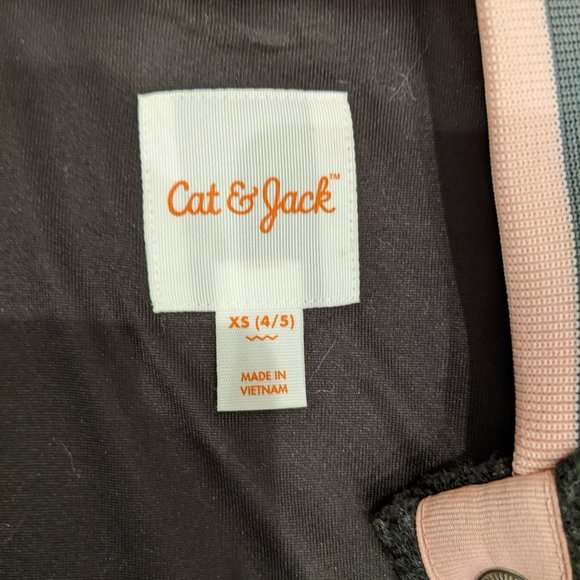 Cat & Jack™
XS (4/5)
MADE IN
VIETNAM